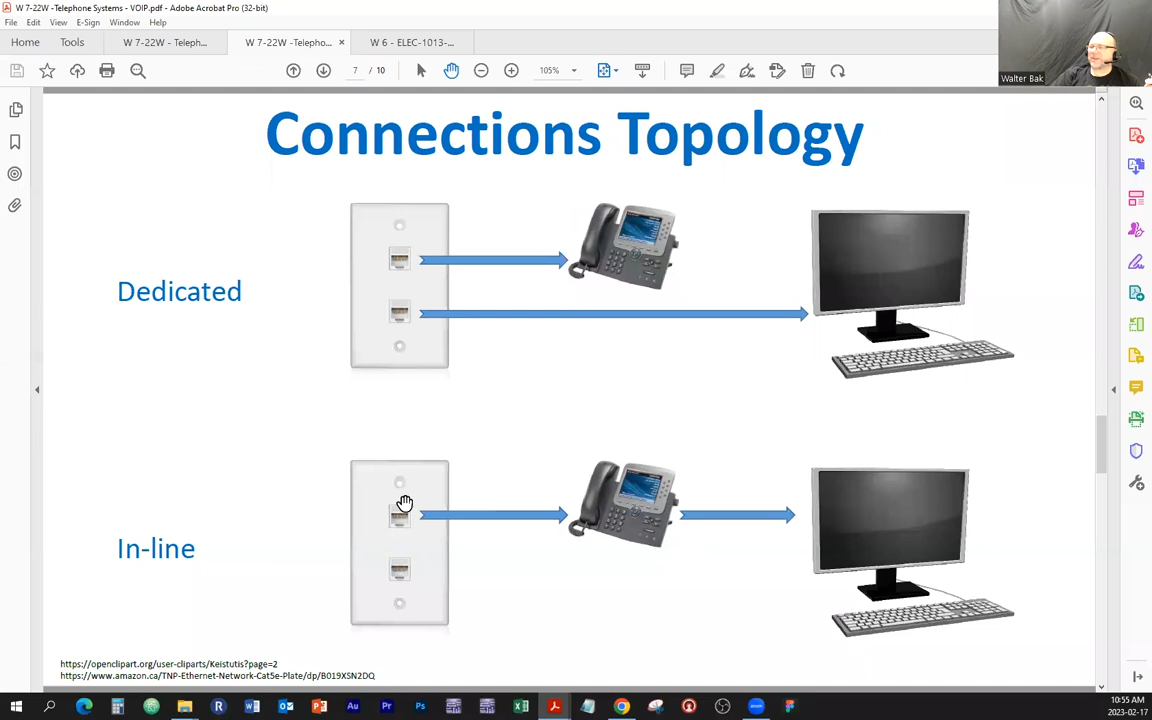 W 7-22W -Telephone Systems - VOIP.pdf - Adobe Acrobat Pro (32-bit)
File Edit View E-Sign Window Help
Home Tools W 7-22W - Teleph... W 7-22W -Telepho... × W 6 - ELEC-1013-...
7 / 10 105%
Walter Bak
Connections Topology
Dedicated
In-line
https://openclipart.org/user-cliparts/Keistutis?page=2
https://www.amazon.ca/TNP-Ethernet-Network-Cat5e-Plate/dp/B019XSN2DQ
10:55 AM
2023-02-17